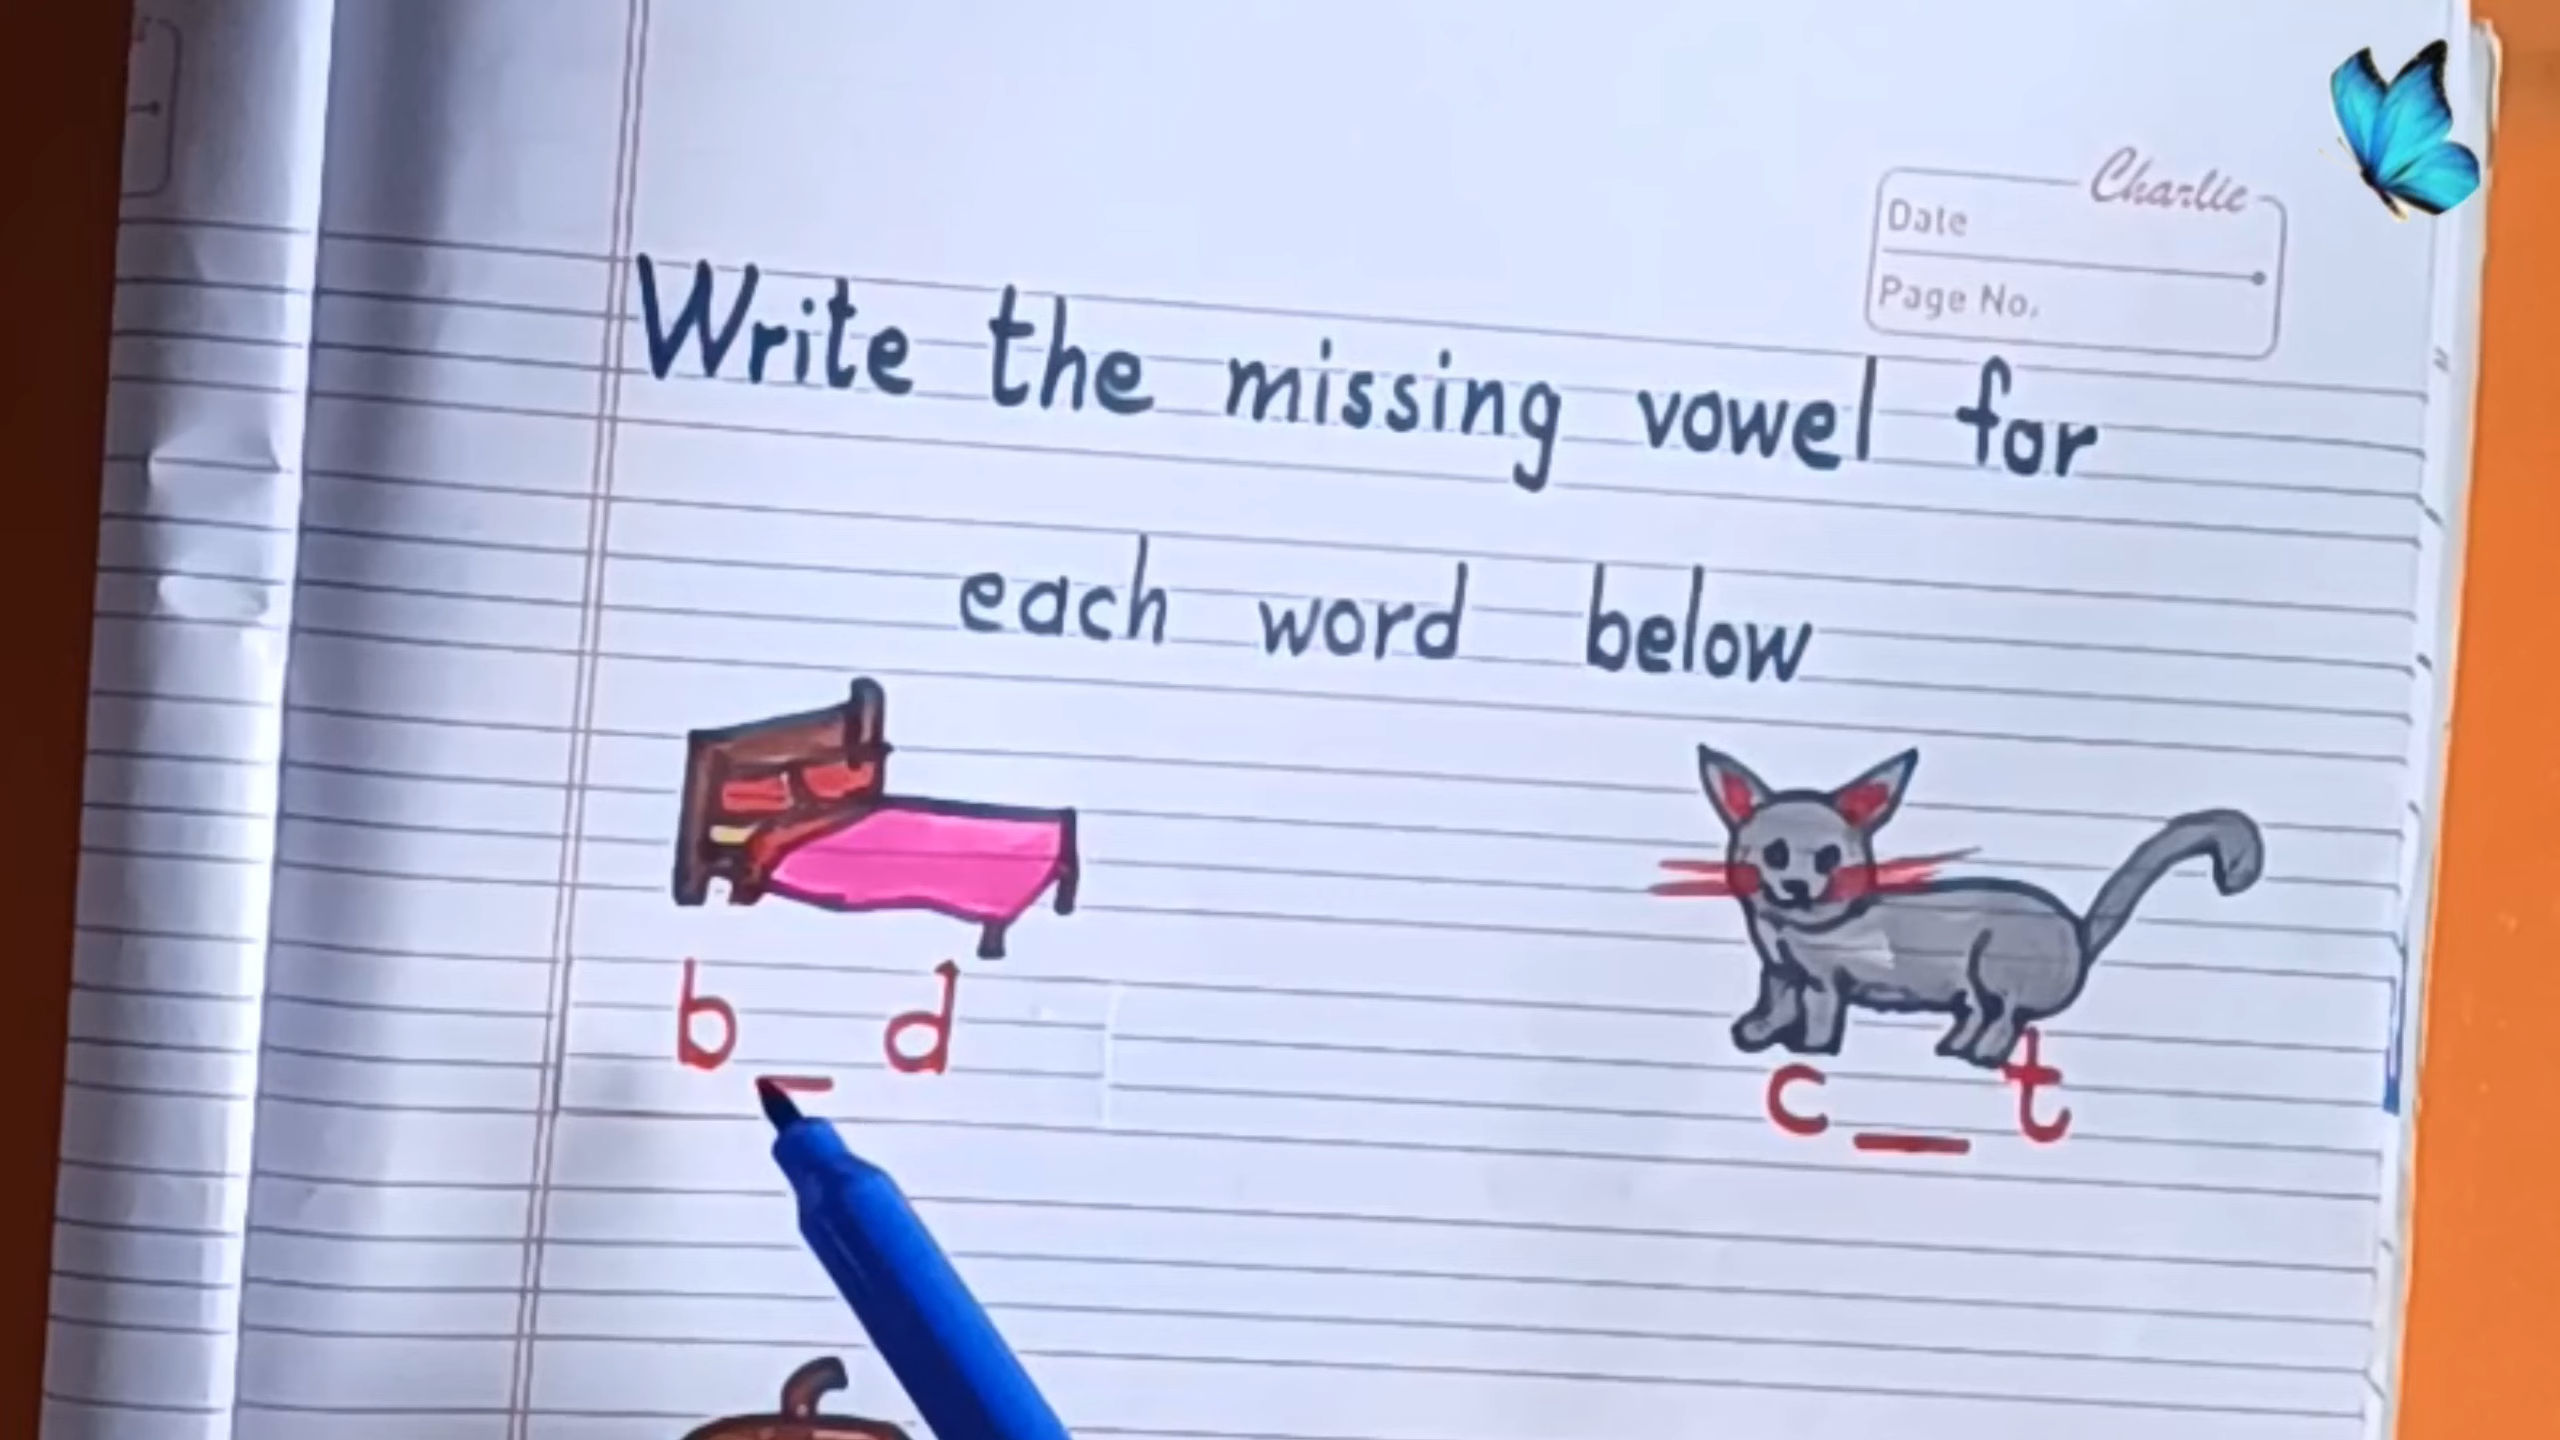 Charlie
Date
Page No.
Write the missing vowel for
each word below
b_d
c_t